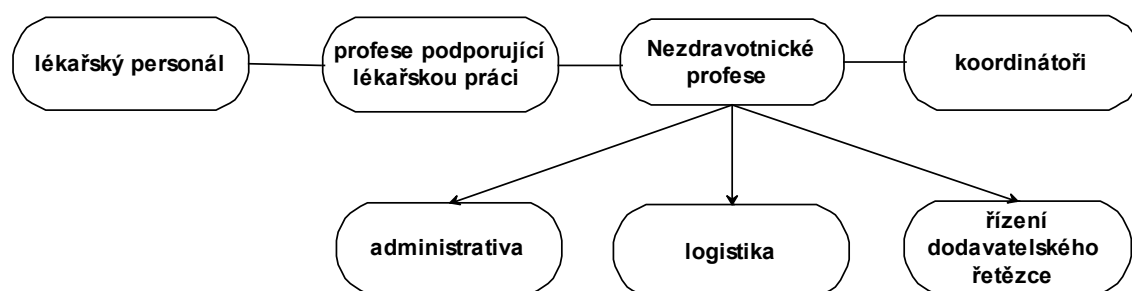 lékařský personál
profese podporující
lékařskou práci
Nezdravotnické
profese
koordinátoři
administrativa
logistika
řízení
dodavatelského
řetězce